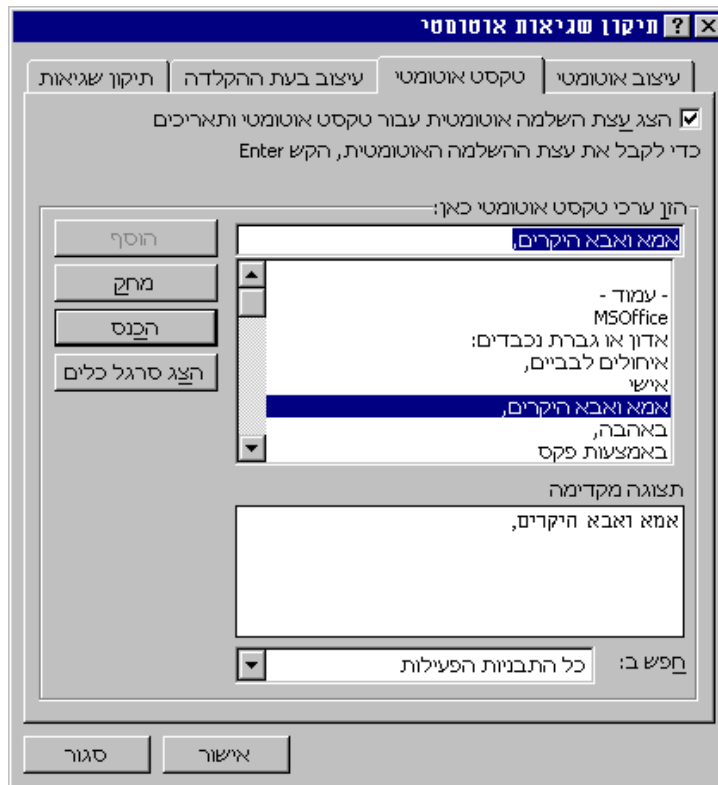 תיקון שגיאות אוטומטי
עיצוב אוטומטי
טקסט אוטומטי
עיצוב בעת ההקלדה
תיקון שגיאות
הצג עצת השלמה אוטומטית עבור טקסט אוטומטי ותאריכים
כדי לקבל את עצת ההשלמה האוטומטית, הקש Enter
הזן ערכי טקסט אוטומטי כאן:
אמא ואבא היקרים,
הוסף
- עמוד -
MSOffice
אדון או גברת נכבדים:
איחולים לבביים,
אישי
אמא ואבא היקרים,
באהבה,
באמצעות פקס
מחק
הכנס
הצג סרגל כלים
תצוגה מקדימה
אמא ואבא היקרים,
חפש ב:
כל התבניות הפעילות
אישור
סגור